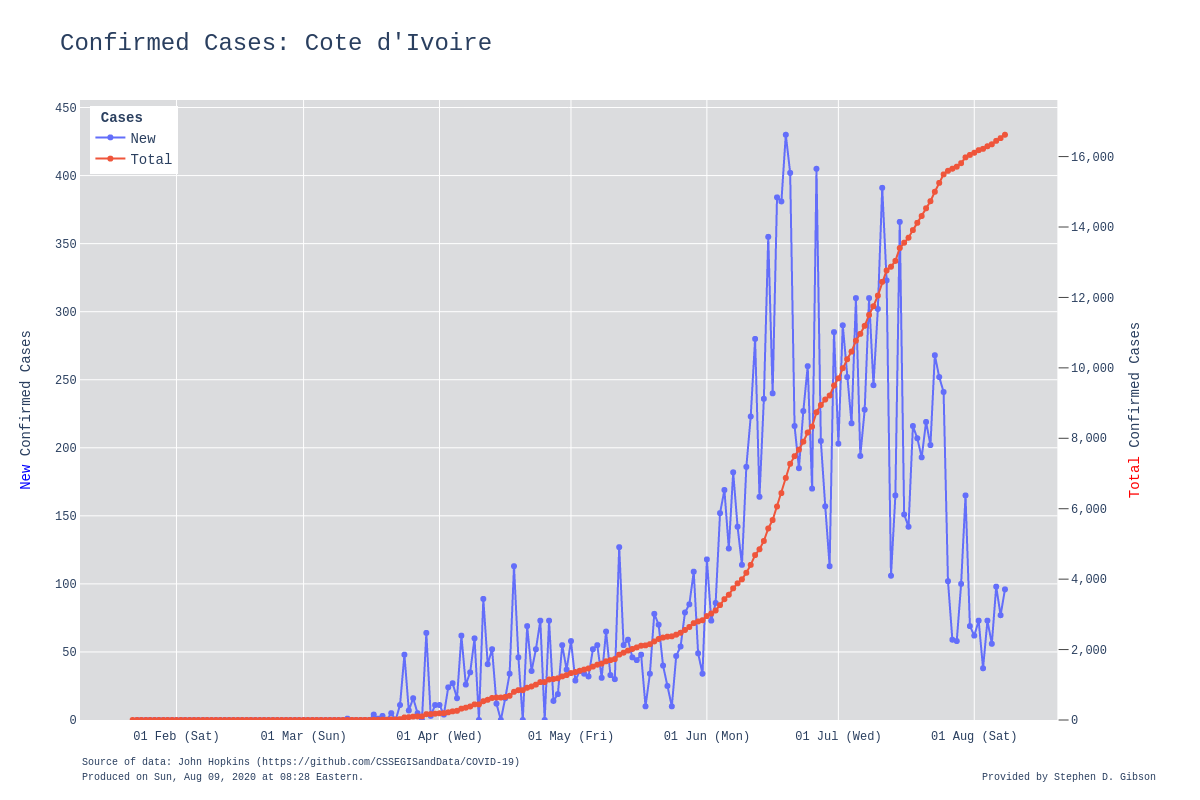 Confirmed Cases: Cote d'Ivoire
Cases
New
Total
450
400
350
300
250
200
150
100
50
0
New Confirmed Cases
16,000
14,000
12,000
10,000
8,000
6,000
4,000
2,000
0
Total Confirmed Cases
01 Feb (Sat) 01 Mar (Sun) 01 Apr (Wed) 01 May (Fri) 01 Jun (Mon) 01 Jul (Wed) 01 Aug (Sat)
Source of data: John Hopkins (https://github.com/CSSEGISandData/COVID-19)
Produced on Sun, Aug 09, 2020 at 08:28 Eastern.
Provided by Stephen D. Gibson